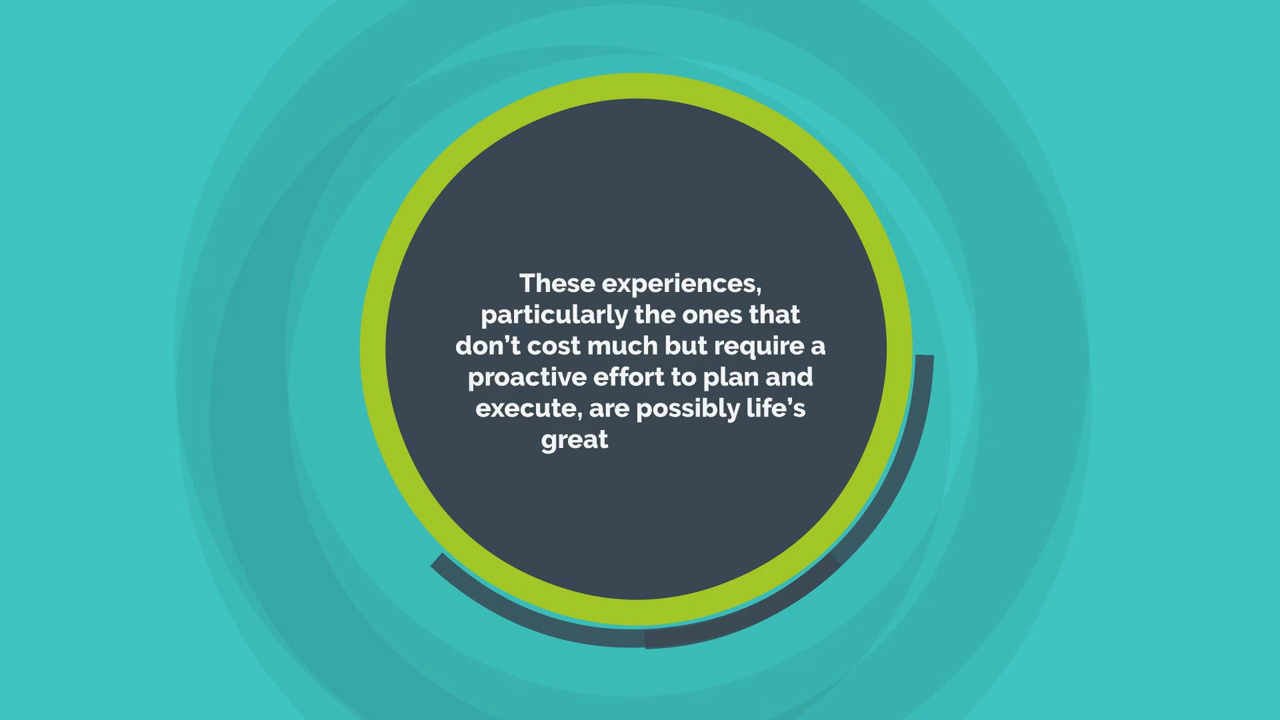 These experiences,
particularly the ones that
don’t cost much but require a
proactive effort to plan and
execute, are possibly life’s
great